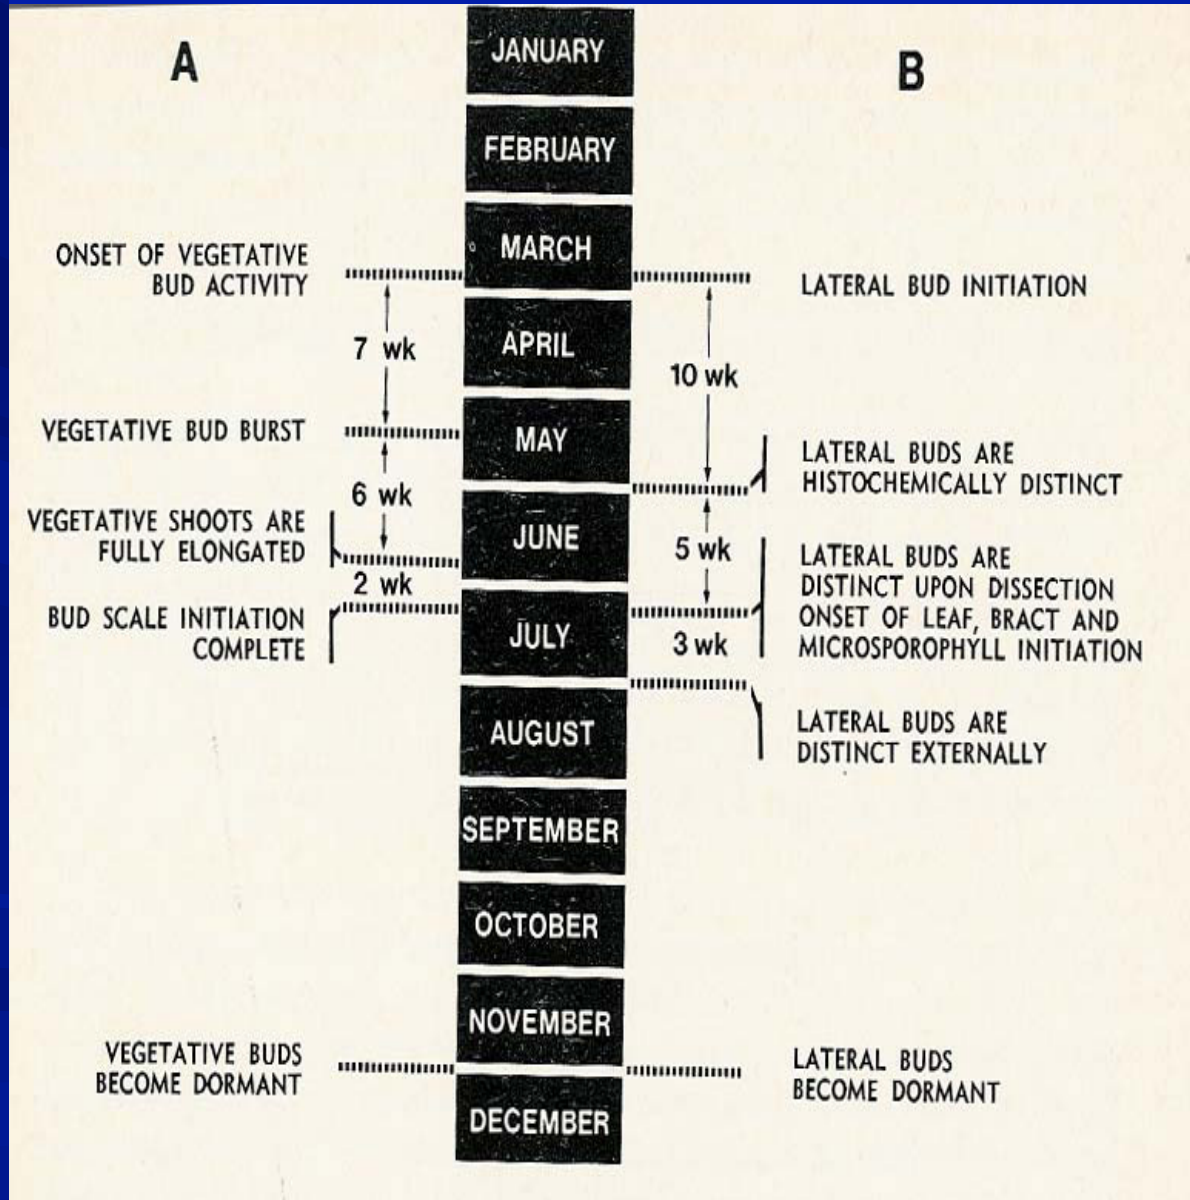 A
B
JANUARY
FEBRUARY
MARCH
APRIL
MAY
JUNE
JULY
AUGUST
SEPTEMBER
OCTOBER
NOVEMBER
DECEMBER
ONSET OF VEGETATIVE
BUD ACTIVITY
7 wk
VEGETATIVE BUD BURST
6 wk
VEGETATIVE SHOOTS ARE
FULLY ELONGATED
2 wk
BUD SCALE INITIATION
COMPLETE
VEGETATIVE BUDS
BECOME DORMANT
LATERAL BUD INITIATION
10 wk
LATERAL BUDS ARE
HISTOCHEMICALLY DISTINCT
5 wk
LATERAL BUDS ARE
DISTINCT UPON DISSECTION
ONSET OF LEAF, BRACT AND
MICROSPOROPHYLL INITIATION
3 wk
LATERAL BUDS ARE
DISTINCT EXTERNALLY
LATERAL BUDS
BECOME DORMANT